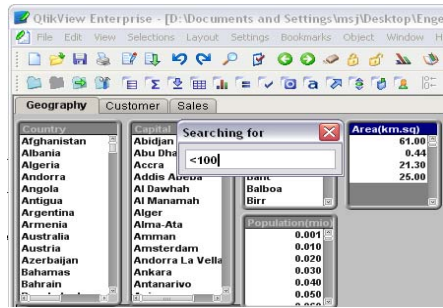 QlikView Enterprise - [D:\Documents and Settings\msj\Desktop\Enge
File Edit View Selections Layout Settings Bookmarks Object Window H
Geography Customer Sales
Country
Afghanistan
Albania
Algeria
Andorra
Angola
Antigua
Argentina
Armenia
Australia
Austria
Azerbaijan
Bahamas
Bahrain
Capital
Abidjan
Abu Dha
Accra
Addis Abeba
Al Dawhah
Al Manamah
Alger
Alma-Ata
Amman
Amsterdam
Andorra La Vella
Ankara
Antanarivo
Searching for
<100
Baht
Balboa
Birr
Population(mio)
0.001
0.010
0.020
0.030
0.040
0.050
Area(km.sq)
61.00
0.44
21.30
25.00